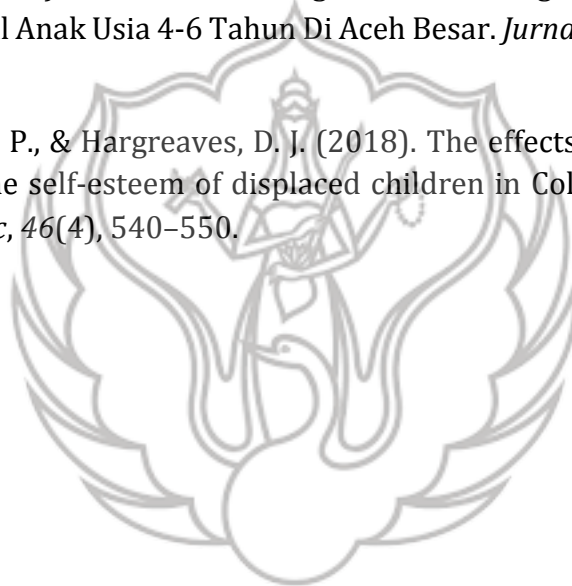 l Anak Usia 4-6 Tahun Di Aceh Besar. Jurna
P., & Hargreaves, D. J. (2018). The effects
e self-esteem of displaced children in Col
c, 46(4), 540–550.